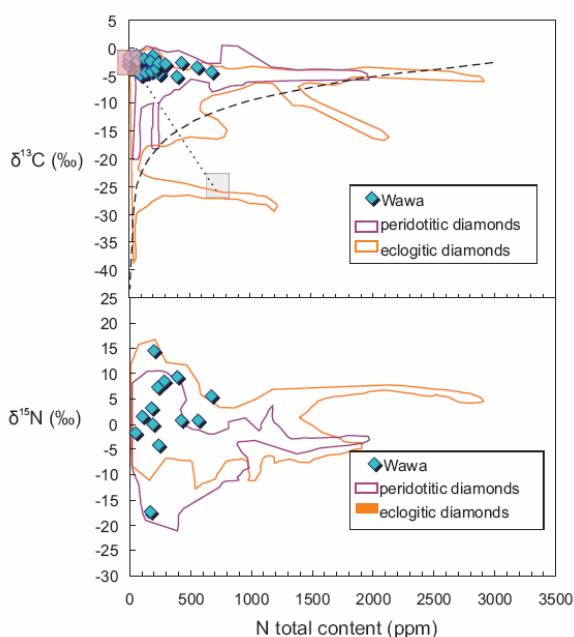 5
0
-5
-10
-15
-20
-25
-30
-35
-40
-45
δ¹³C (‰)
Wawa
peridotitic diamonds
eclogitic diamonds
25
20
15
10
5
0
-5
-10
-15
-20
-25
-30
δ¹⁵N (‰)
Wawa
peridotitic diamonds
eclogitic diamonds
0 500 1000 1500 2000 2500 3000 3500
N total content (ppm)